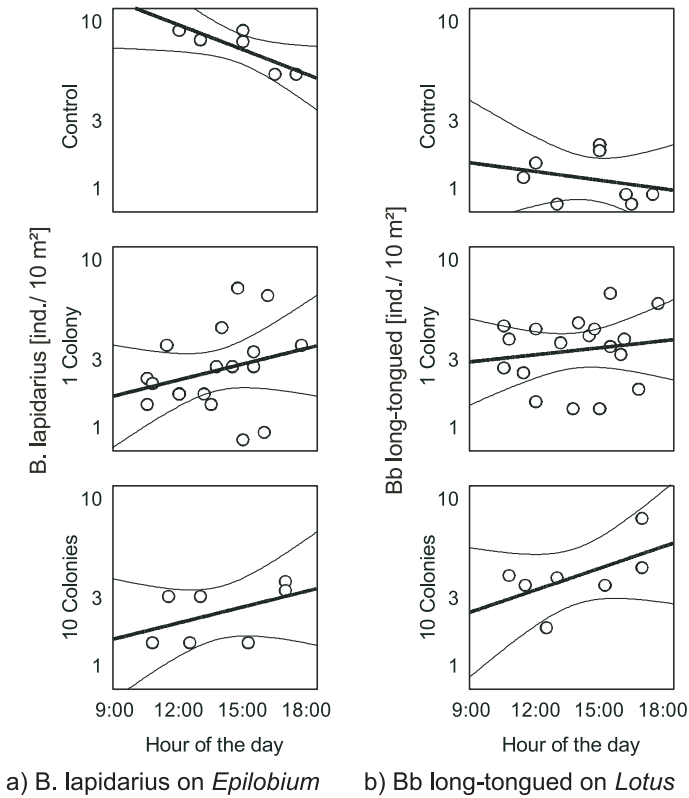 10
3
1
Control
10
3
1
Control
B. lapidarius [ind./ 10 m²]
10
3
1
1 Colony
Bb long-tongued [ind./ 10 m²]
10
3
1
1 Colony
10
3
1
10 Colonies
10
3
1
10 Colonies
9:00 12:00 15:00 18:00
9:00 12:00 15:00 18:00
Hour of the day
Hour of the day
a) B. lapidarius on Epilobium
b) Bb long-tongued on Lotus